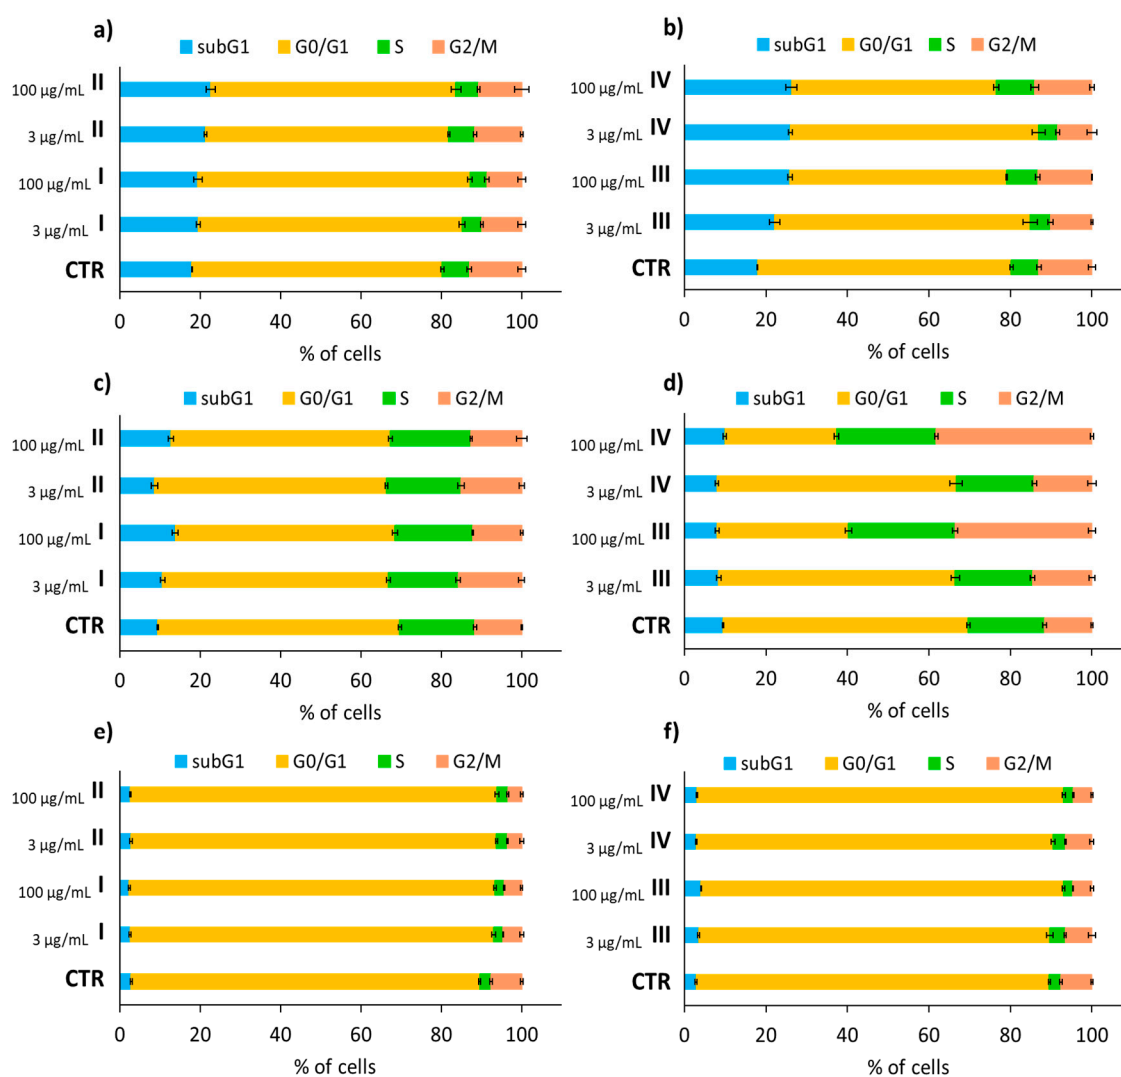 a)
subG1 G0/G1 S G2/M
100 µg/mL II
3 µg/mL II
100 µg/mL I
3 µg/mL I
CTR
0 20 40 60 80 100
% of cells
b)
subG1 G0/G1 S G2/M
100 µg/mL IV
3 µg/mL IV
100 µg/mL III
3 µg/mL III
CTR
0 20 40 60 80 100
% of cells
c)
subG1 G0/G1 S G2/M
100 µg/mL II
3 µg/mL II
100 µg/mL I
3 µg/mL I
CTR
0 20 40 60 80 100
% of cells
d)
subG1 G0/G1 S G2/M
100 µg/mL IV
3 µg/mL IV
100 µg/mL III
3 µg/mL III
CTR
0 20 40 60 80 100
% of cells
e)
subG1 G0/G1 S G2/M
100 µg/mL II
3 µg/mL II
100 µg/mL I
3 µg/mL I
CTR
0 20 40 60 80 100
% of cells
f)
subG1 G0/G1 S G2/M
100 µg/mL IV
3 µg/mL IV
100 µg/mL III
3 µg/mL III
CTR
0 20 40 60 80 100
% of cells